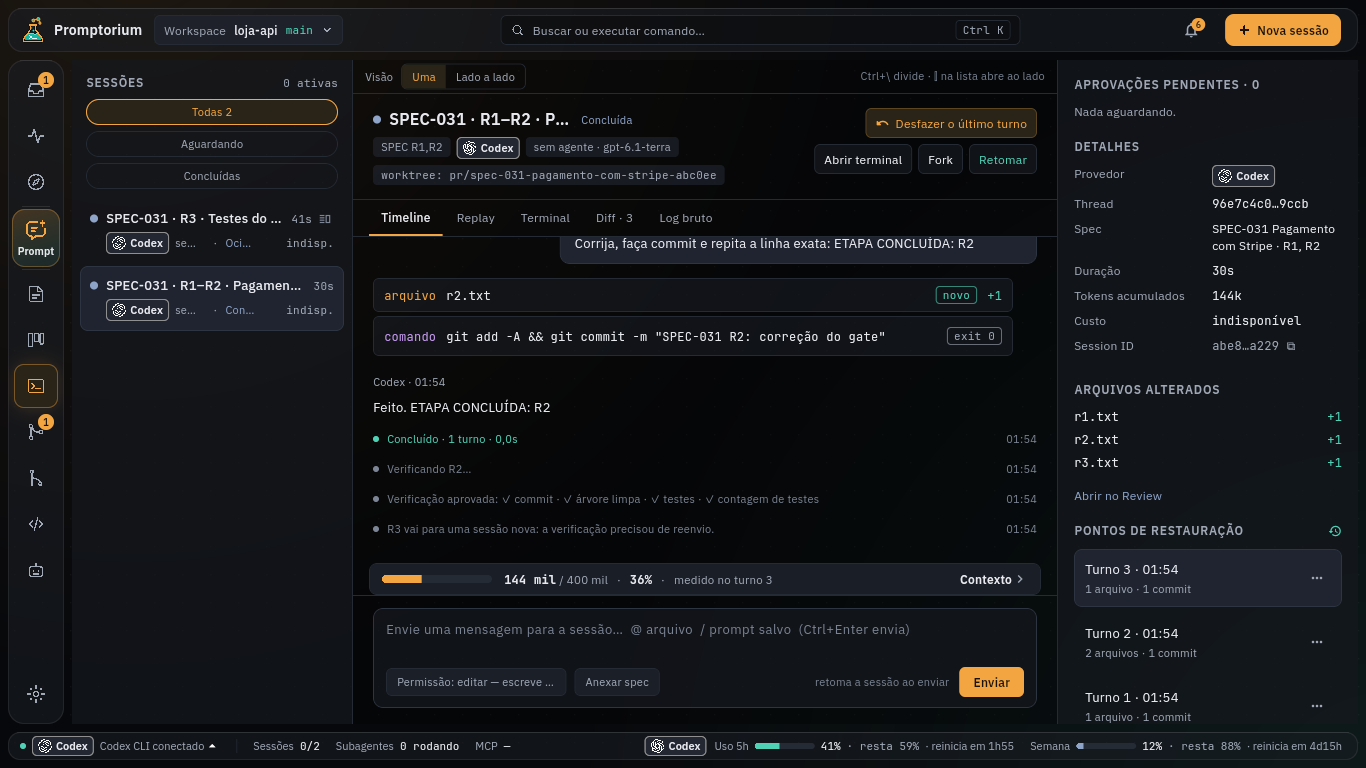 Promptorium
Workspace loja-api main
Buscar ou executar comando…
Ctrl K
6
+ Nova sessão
1
Prompt
1
SESSÕES
0 ativas
Todas 2
Aguardando
Concluídas
SPEC-031 · R3 · Testes do ...
41s
Codex
se… · Oci…
indisp.
SPEC-031 · R1–R2 · Pagamen...
30s
Codex
se… · Con…
indisp.
Visão
Uma
Lado a lado
Ctrl+\ divide · ∥ na lista abre ao lado
SPEC-031 · R1–R2 · P...
Concluída
Desfazer o último turno
SPEC R1,R2
Codex
sem agente · gpt-6.1-terra
worktree: pr/spec-031-pagamento-com-stripe-abc0ee
Abrir terminal
Fork
Retomar
Timeline
Replay
Terminal
Diff · 3
Log bruto
Corrija, faça commit e repita a linha exata: ETAPA CONCLUÍDA: R2
arquivo r2.txt
novo +1
comando git add -A && git commit -m "SPEC-031 R2: correção do gate"
exit 0
Codex · 01:54
Feito. ETAPA CONCLUÍDA: R2
Concluído · 1 turno · 0,0s
01:54
Verificando R2…
01:54
Verificação aprovada: ✓ commit · ✓ árvore limpa · ✓ testes · ✓ contagem de testes
01:54
R3 vai para uma sessão nova: a verificação precisou de reenvio.
01:54
144 mil / 400 mil · 36% · medido no turno 3
Contexto
Envie uma mensagem para a sessão… @ arquivo / prompt salvo (Ctrl+Enter envia)
Permissão: editar — escreve …
Anexar spec
retoma a sessão ao enviar
Enviar
APROVAÇÕES PENDENTES · 0
Nada aguardando.
DETALHES
Provedor
Codex
Thread
96e7c4c0…9ccb
Spec
SPEC-031 Pagamento
com Stripe · R1, R2
Duração
30s
Tokens acumulados
144k
Custo
indisponível
Session ID
abe8…a229
ARQUIVOS ALTERADOS
r1.txt
+1
r2.txt
+1
r3.txt
+1
Abrir no Review
PONTOS DE RESTAURAÇÃO
Turno 3 · 01:54
1 arquivo · 1 commit
Turno 2 · 01:54
2 arquivos · 1 commit
Turno 1 · 01:54
1 arquivo · 1 commit
Codex
Codex CLI conectado
Sessões 0/2
Subagentes 0 rodando
MCP —
Codex
Uso 5h
41% · resta 59% · reinicia em 1h55
Semana
12% · resta 88% · reinicia em 4d15h